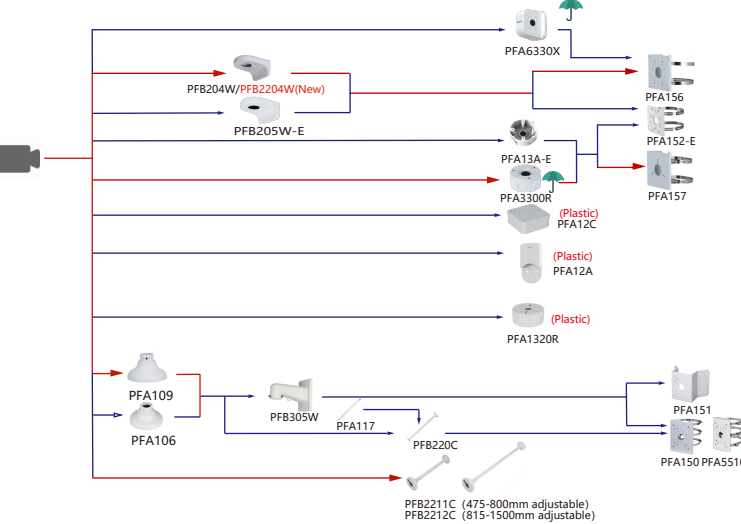 PFA6330X
PFB204W/PFB2204W(New)
PFA156
PFB205W-E
PFA152-E
PFA13A-E
PFA3300R
PFA157
(Plastic)
PFA12C
(Plastic)
PFA12A
(Plastic)
PFA1320R
PFA109
PFA151
PFB305W
PFA117
PFA106
PFB220C
PFA150 PFA551
PFB2211C (475-800mm adjustable)
PFB2212C (815-1500mm adjustable)